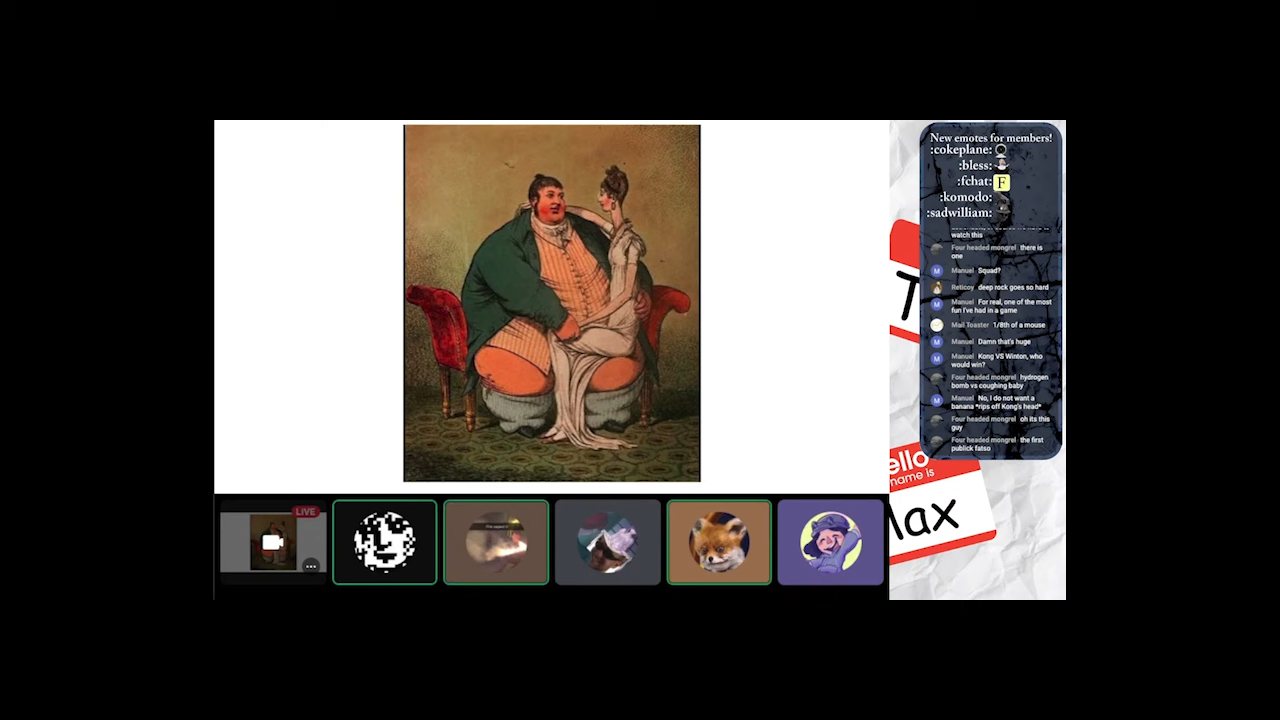 New emotes for members!
:cokeplane:
:bless:
:fchat: F
:komodo:
:sadwilliam:
watch this
Four headed mongrel there is
one
M Manuel Squad?
Reticoy deep rock goes so hard
M Manuel For real, one of the most
fun I've had in a game
Mail Toaster 1/8th of a mouse
M Manuel Damn that's huge
M Manuel Kong VS Winton, who
would win?
Four headed mongrel hydrogen
bomb vs coughing baby
M Manuel No, I do not want a
banana *rips off Kong's head*
Four headed mongrel oh its this
guy
Four headed mongrel the first
publick fatso
T
ello
name is
Max
LIVE